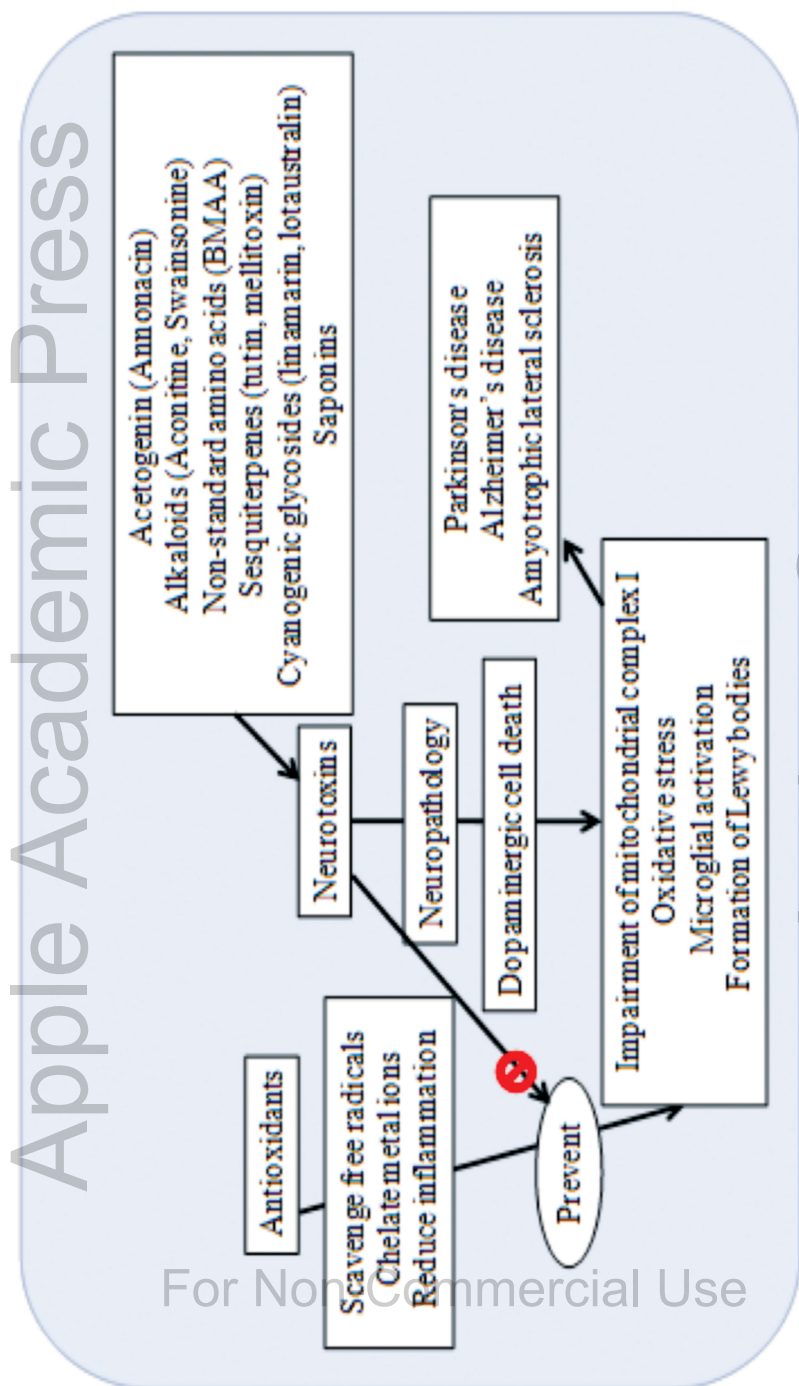 Apple Academic Press
Acetogenin (Annonacin)
Alkaloids (Aconitine, Swainsonine)
Non-standard amino acids (BMAA)
Sesquiterpenes (tutin, mellitoxin)
Cyanogenic glycosides (linamarin, lotaustralin)
Saponins
Neurotoxins
Neuropathology
Dopaminergic cell death
Impairment of mitochondrial complex I
Oxidative stress
Microglial activation
Formation of Lewy bodies
Parkinson's disease
Alzheimer's disease
Amyotrophic lateral sclerosis
Antioxidants
Scavenge free radicals
Chelate metal ions
Reduce inflammation
Prevent
For Non-Commercial Use